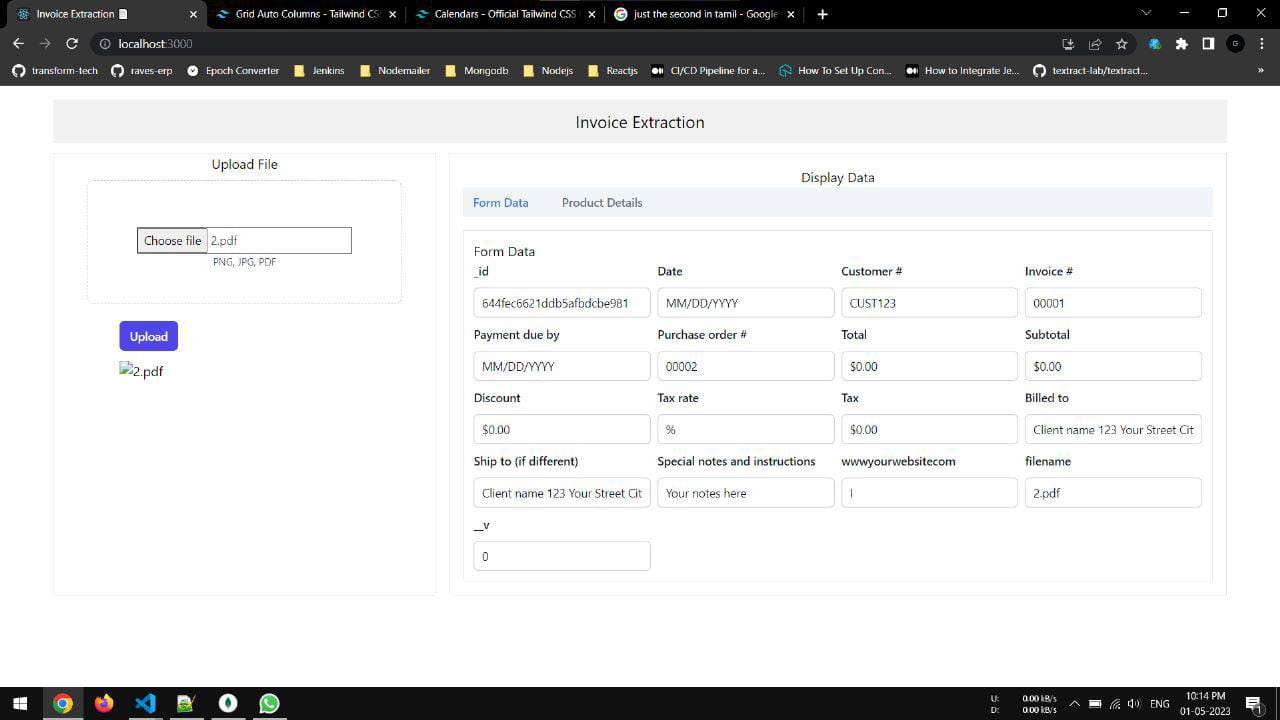 Invoice Extraction
Grid Auto Columns - Tailwind CS
Calendars - Official Tailwind CSS
just the second in tamil - Google
localhost:3000
G
transform-tech
raves-erp
Epoch Converter
Jenkins
Nodemailer
Mongodb
Nodejs
Reactjs
CI/CD Pipeline for a...
How To Set Up Con...
How to Integrate Je...
textract-lab/textract...
»
Invoice Extraction
Upload File
Choose file 2.pdf
PNG, JPG, PDF
Upload
2.pdf
Display Data
Form Data Product Details
Form Data
_id Date Customer # Invoice #
644fec6621ddb5afbdcbe981 MM/DD/YYYY CUST123 00001
Payment due by Purchase order # Total Subtotal
MM/DD/YYYY 00002 $0.00 $0.00
Discount Tax rate Tax Billed to
$0.00 % $0.00 Client name 123 Your Street Cit
Ship to (if different) Special notes and instructions wwwyourwebsitecom filename
Client name 123 Your Street Cit Your notes here l 2.pdf
__v
0
U: 0.00 kB/s
D: 0.00 kB/s
ENG
10:14 PM
01-05-2023
1